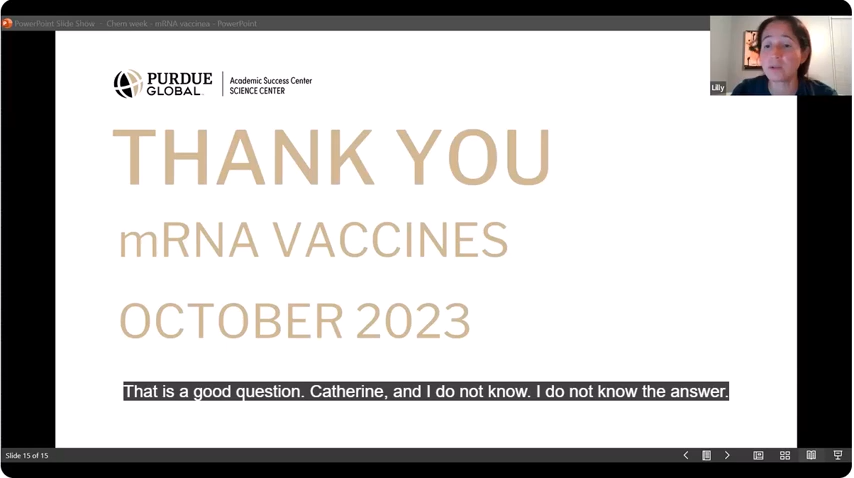 PowerPoint Slide Show - Chem week - mRNA vaccines - PowerPoint
Lilly
PURDUE
GLOBAL
Academic Success Center
SCIENCE CENTER
THANK YOU
mRNA VACCINES
OCTOBER 2023
That is a good question. Catherine, and I do not know. I do not know the answer.
Slide 15 of 15